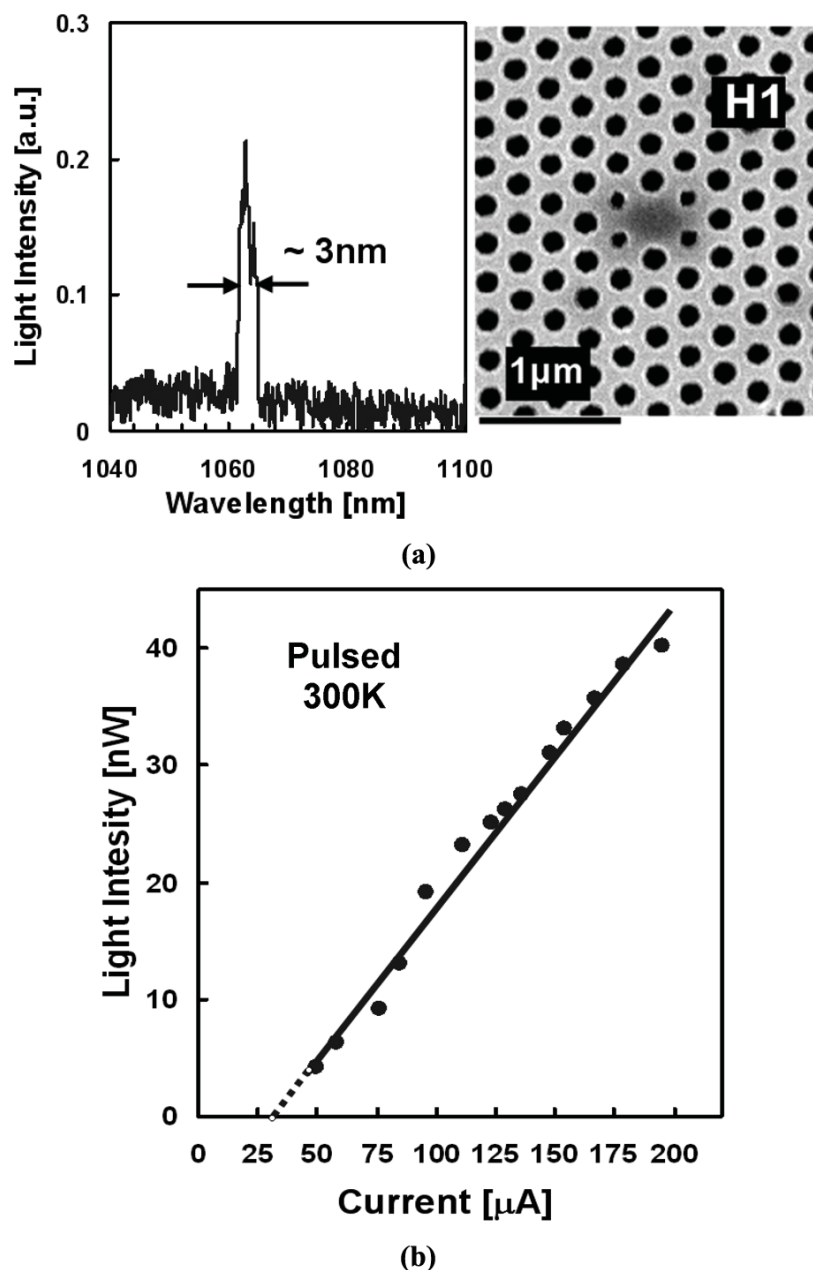 0.3
0.2
0.1
0
Light Intensity [a.u.]
~ 3nm
1040
1060
1080
1100
Wavelength [nm]
H1
1µm
(a)
Pulsed
300K
40
30
20
10
0
Light Intesity [nW]
0
25
50
75
100
125
150
175
200
Current [µA]
(b)